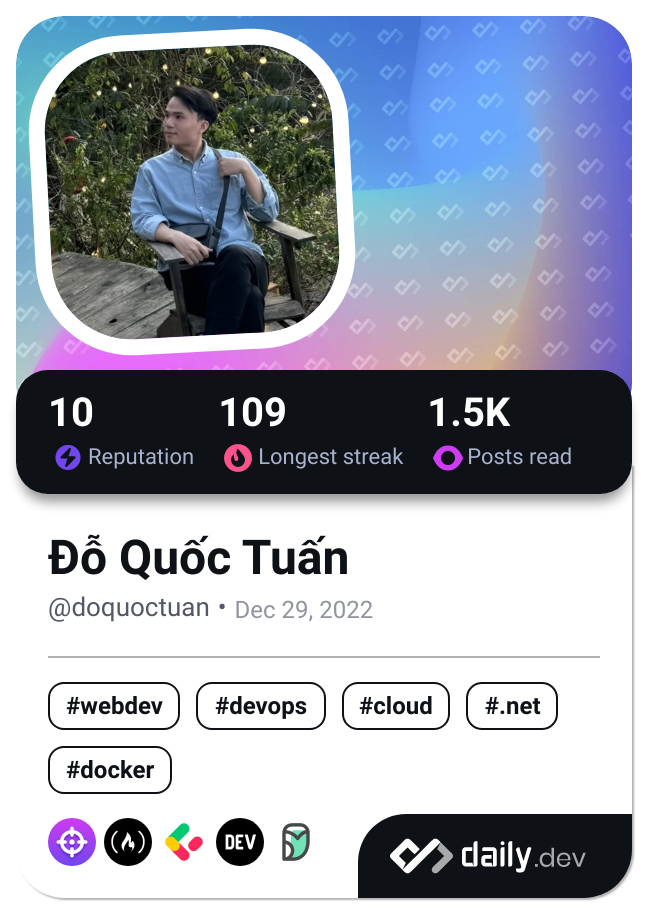 10 109 1.5K
Reputation Longest streak Posts read
Đỗ Quốc Tuấn
@doquoctuan • Dec 29, 2022
#webdev #devops #cloud #.net
#docker
DEV
daily.dev